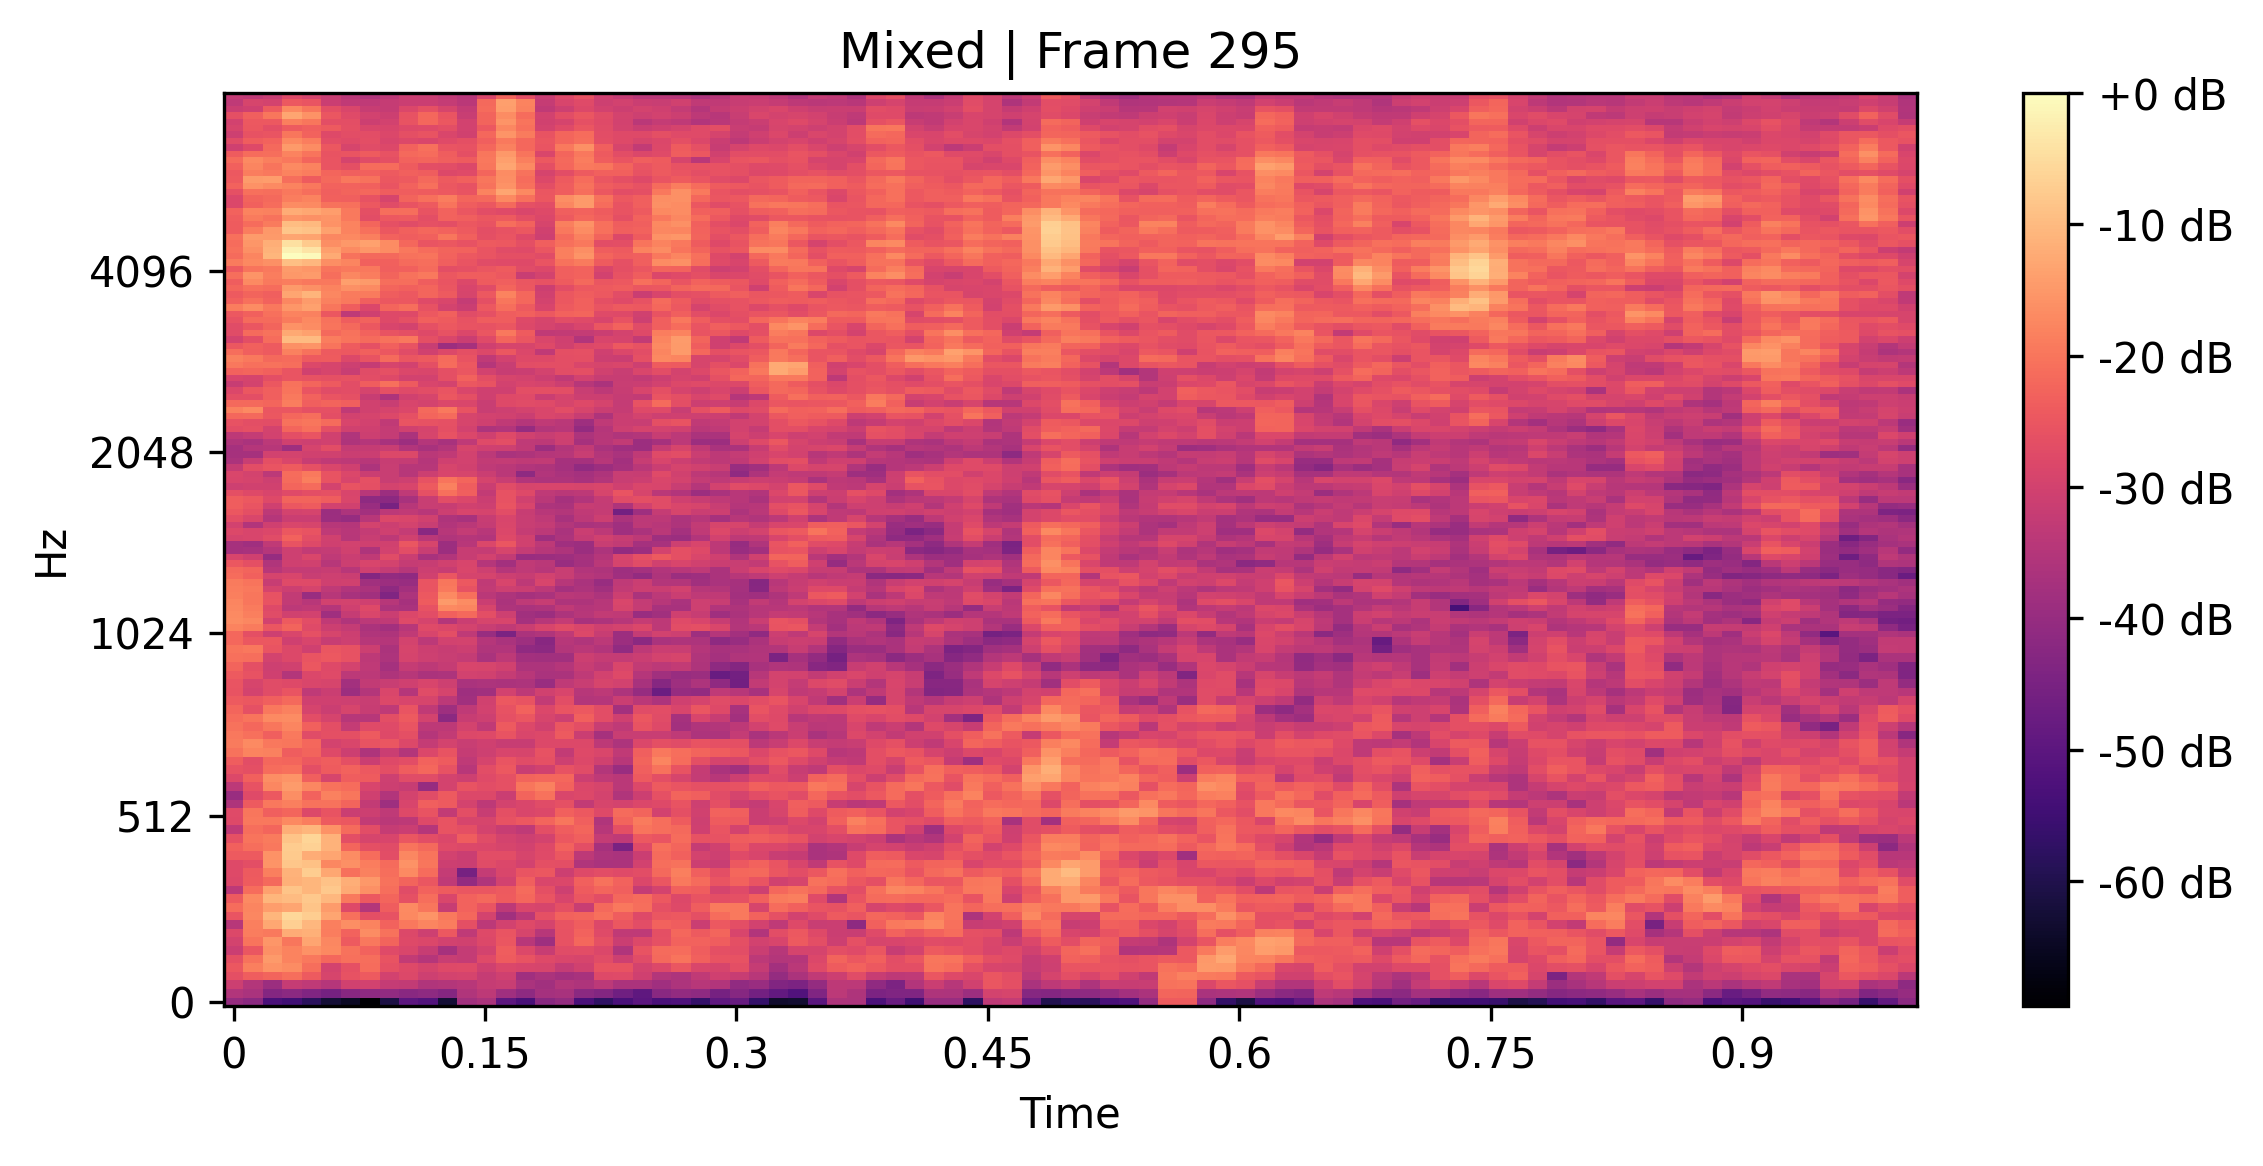 Mixed | Frame 295
+0 dB
-10 dB
-20 dB
-30 dB
-40 dB
-50 dB
-60 dB
4096
2048
1024
512
0
Hz
0 0.15 0.3 0.45 0.6 0.75 0.9
Time